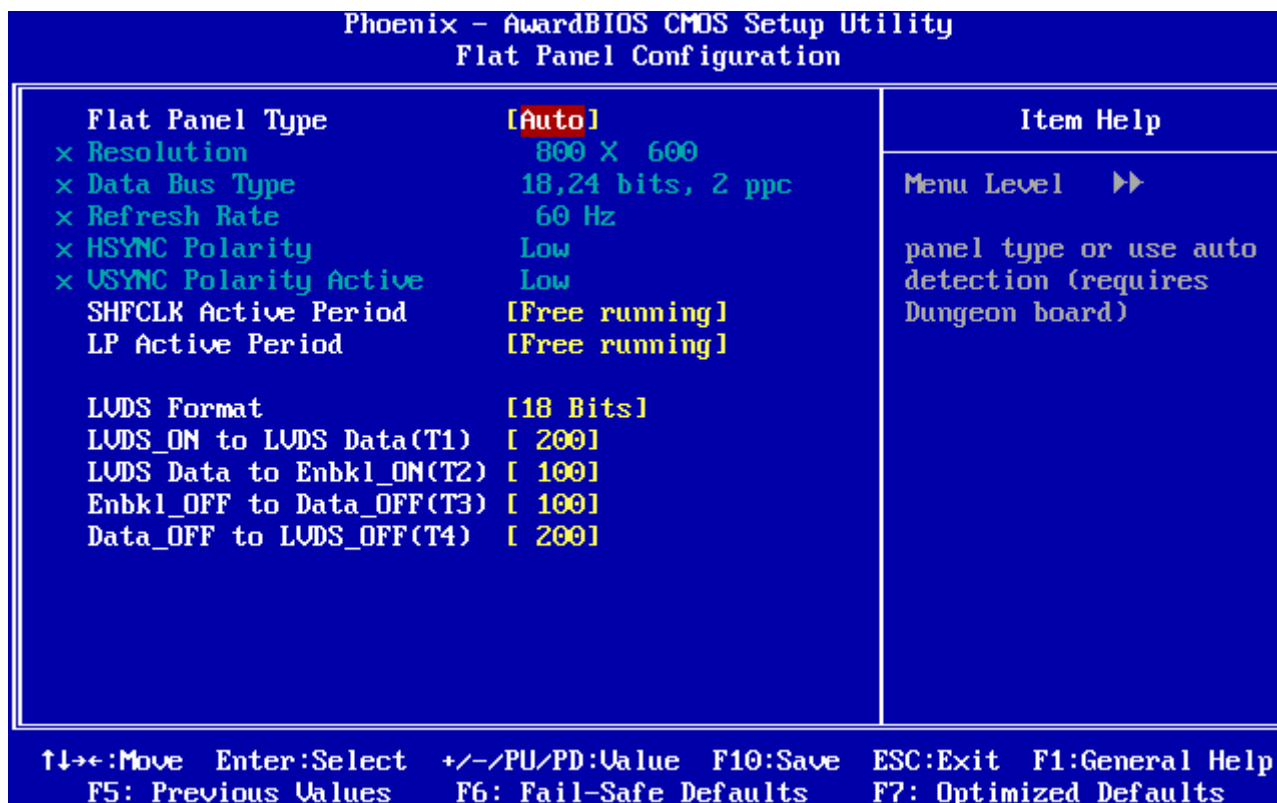 Phoenix - AwardBIOS CMOS Setup Utility
Flat Panel Configuration
Flat Panel Type [Auto]
x Resolution 800 X 600
x Data Bus Type 18,24 bits, 2 ppc
x Refresh Rate 60 Hz
x HSYNC Polarity Low
x VSYNC Polarity Active Low
SHFCLK Active Period [Free running]
LP Active Period [Free running]
LVDS Format [18 Bits]
LVDS_ON to LVDS Data(T1) [ 200]
LVDS Data to Enbkl_ON(T2) [ 100]
Enbkl_OFF to Data_OFF(T3) [ 100]
Data_OFF to LVDS_OFF(T4) [ 200]
Item Help
Menu Level ▶▶
panel type or use auto
detection (requires
Dungeon board)
↑↓→←:Move Enter:Select +/-/PU/PD:Value F10:Save ESC:Exit F1:General Help
F5: Previous Values F6: Fail-Safe Defaults F7: Optimized Defaults